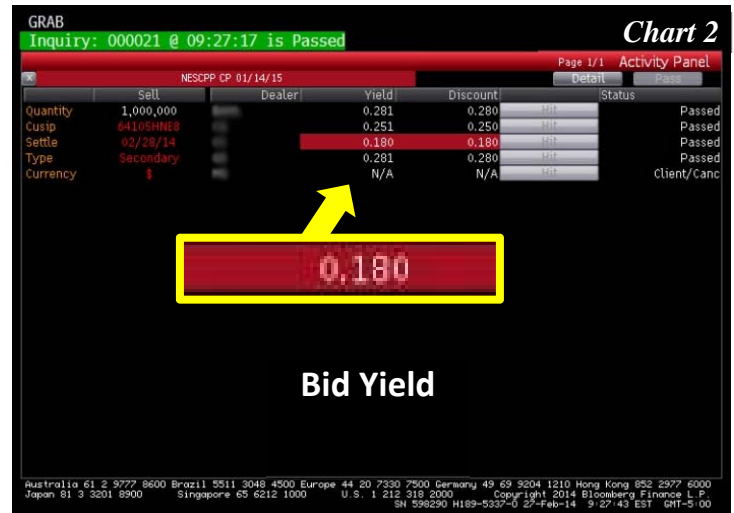 GRAB
Chart 2
Inquiry: 000021 @ 09:27:17 is Passed
Page 1/1 Activity Panel
x NESCPP CP 01/14/15 Detail Pass
Sell Dealer Yield Discount Status
Quantity 1,000,000 0.281 0.280 Hit Passed
Cusip 64105HNE8 0.251 0.250 Hit Passed
Settle 02/28/14 0.180 0.180 Hit Passed
Type Secondary 0.281 0.280 Hit Passed
Currency $ N/A N/A Hit Client/Canc
0.180
Bid Yield
Australia 61 2 9777 8600 Brazil 5511 3048 4500 Europe 44 20 7330 7500 Germany 49 69 9204 1210 Hong Kong 852 2977 6000
Japan 81 3 3201 8900 Singapore 65 6212 1000 U.S. 1 212 318 2000 Copyright 2014 Bloomberg Finance L.P.
SN 598290 H189-5337-0 27-Feb-14 9:27:43 EST GMT-5:00